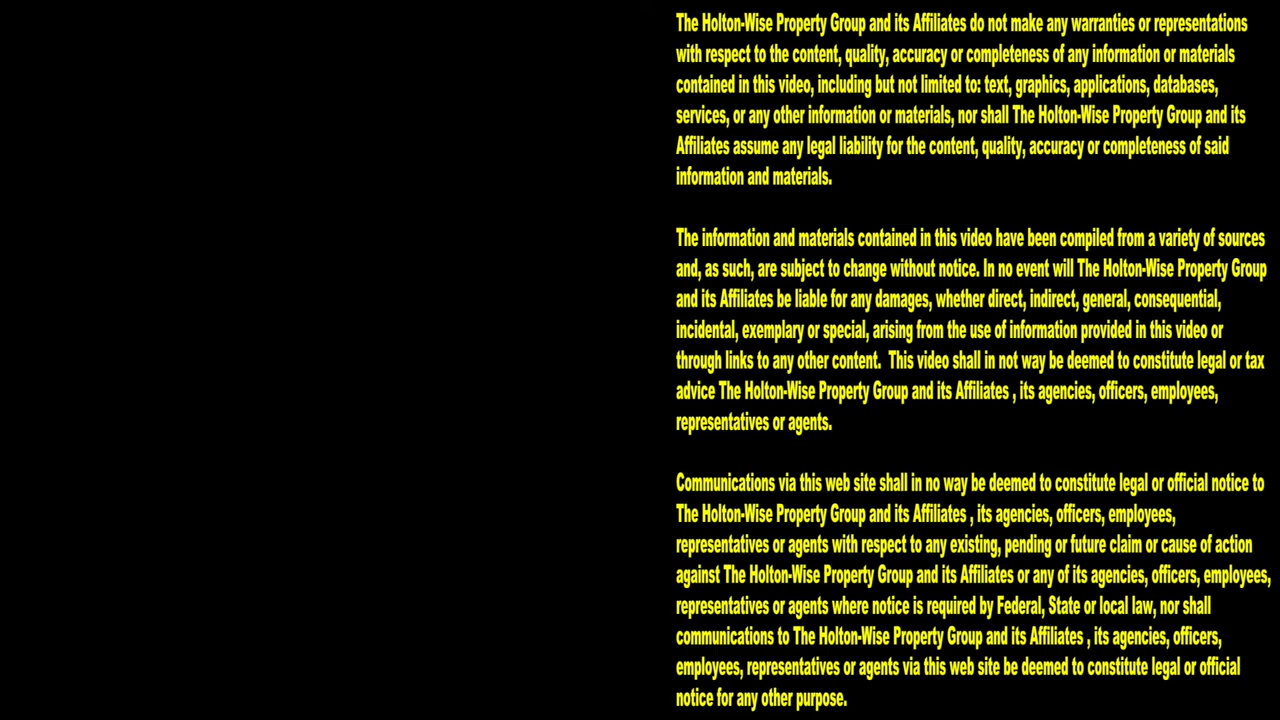 The Holton-Wise Property Group and its Affiliates do not make any warranties or representations
with respect to the content, quality, accuracy or completeness of any information or materials
contained in this video, including but not limited to: text, graphics, applications, databases,
services, or any other information or materials, nor shall The Holton-Wise Property Group and its
Affiliates assume any legal liability for the content, quality, accuracy or completeness of said
information and materials.
The information and materials contained in this video have been compiled from a variety of sources
and, as such, are subject to change without notice. In no event will The Holton-Wise Property Group
and its Affiliates be liable for any damages, whether direct, indirect, general, consequential,
incidental, exemplary or special, arising from the use of information provided in this video or
through links to any other content. This video shall in not way be deemed to constitute legal or tax
advice The Holton-Wise Property Group and its Affiliates , its agencies, officers, employees,
representatives or agents.
Communications via this web site shall in no way be deemed to constitute legal or official notice to
The Holton-Wise Property Group and its Affiliates , its agencies, officers, employees,
representatives or agents with respect to any existing, pending or future claim or cause of action
against The Holton-Wise Property Group and its Affiliates or any of its agencies, officers, employees,
representatives or agents where notice is required by Federal, State or local law, nor shall
communications to The Holton-Wise Property Group and its Affiliates , its agencies, officers,
employees, representatives or agents via this web site be deemed to constitute legal or official
notice for any other purpose.